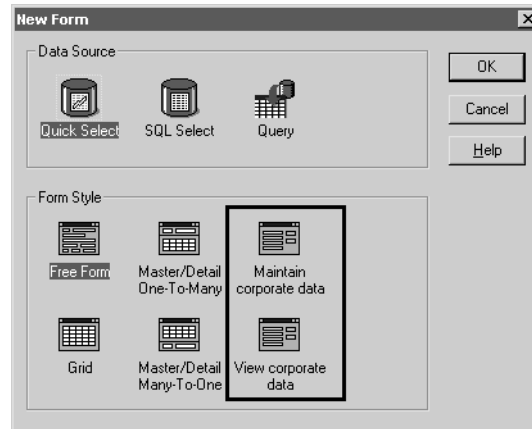 New Form
Data Source
Quick Select
SQL Select
Query
OK
Cancel
Help
Form Style
Free Form
Master/Detail
One-To-Many
Maintain
corporate data
Grid
Master/Detail
Many-To-One
View corporate
data